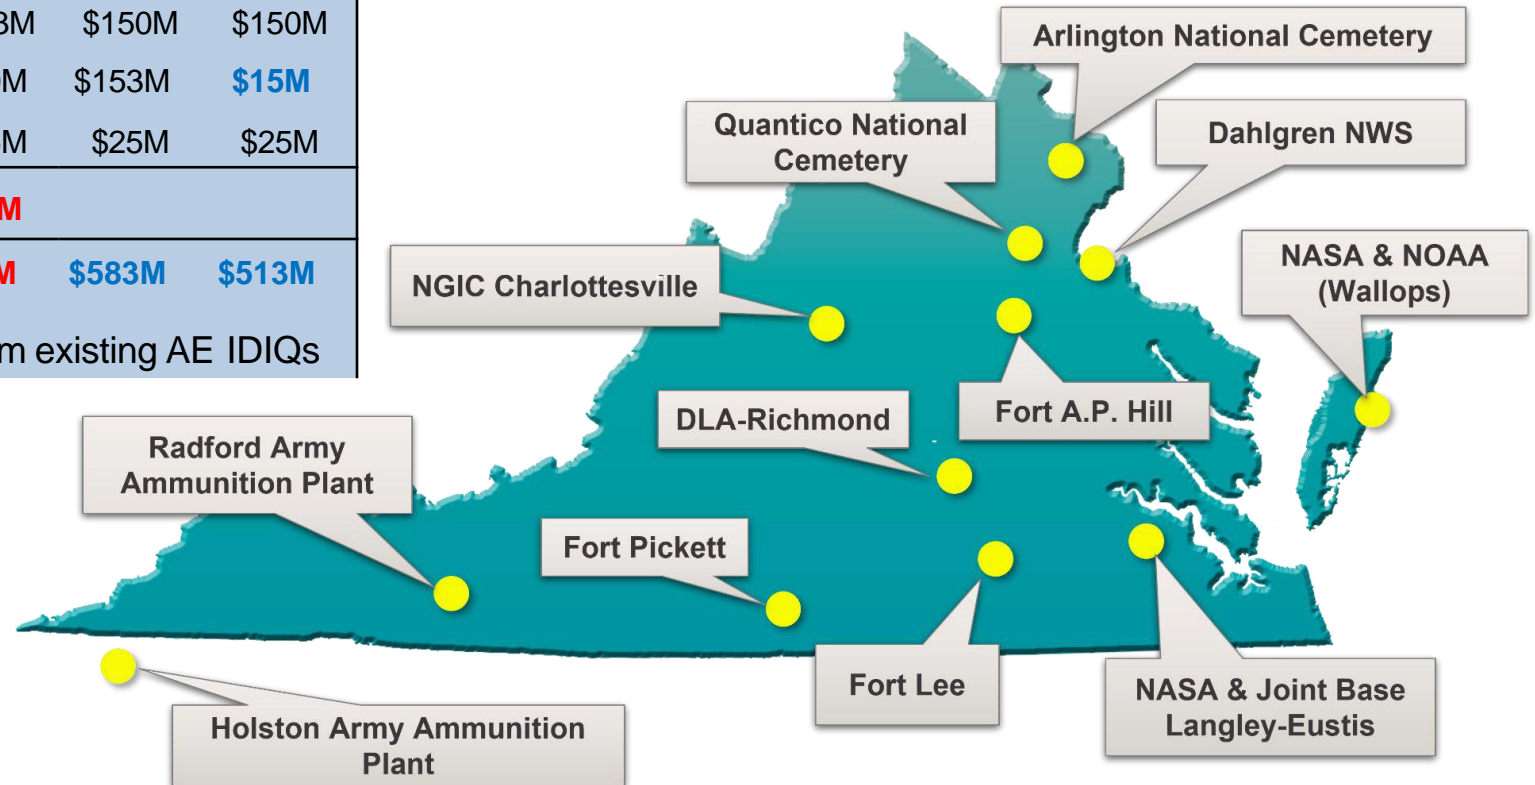 $150M $150M
$153M $15M
$25M $25M
$583M $513M
existing AE IDIQs
Arlington National Cemetery
Quantico National
Cemetery
Dahlgren NWS
NGIC Charlottesville
NASA & NOAA
(Wallops)
DLA-Richmond
Fort A.P. Hill
Radford Army
Ammunition Plant
Fort Pickett
Fort Lee
NASA & Joint Base
Langley-Eustis
Holston Army Ammunition
Plant